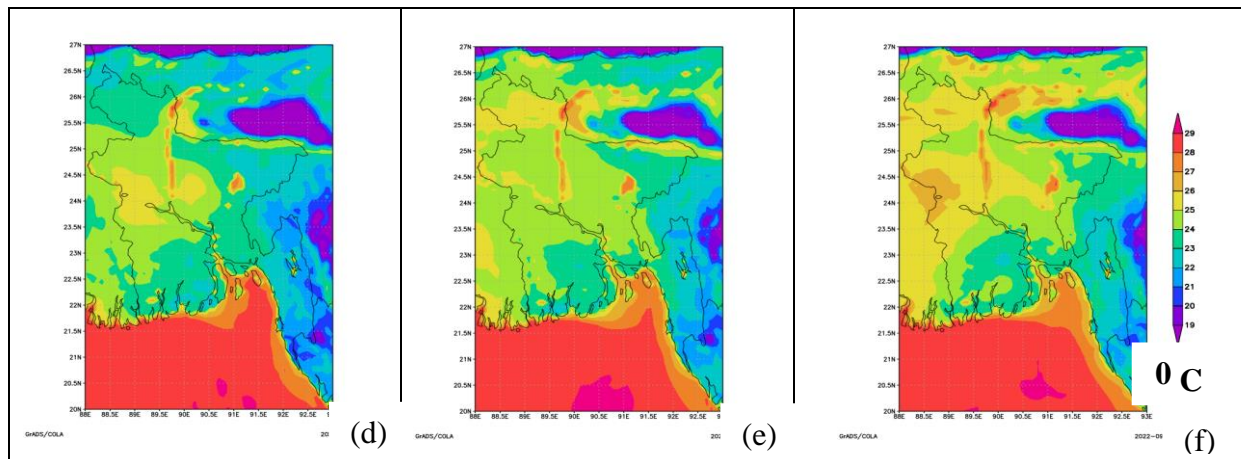 27N 27N 27N
26.5N 26.5N 26.5N
26N 26N 26N
25.5N 25.5N 25.5N
29
25N 25N 25N
28
24.5N 24.5N 24.5N
27
26
24N 24N 24N
25
23.5N 23.5N 23.5N
24
23N 23N 23N
23
22
22.5N 22.5N 22.5N
21
22N 22N 22N
20
21.5N 21.5N 21.5N
19
21N 21N 21N
0 C
20.5N 20.5N 20.5N
20N 20N 20N
88E 88.5E 89E 89.5E 90E 90.5E 91E 91.5E 92E 92.5E 9 88E 88.5E 89E 89.5E 90E 90.5E 91E 91.5E 92E 92.5E 88E 88.5E 89E 89.5E 90E 90.5E 91E 91.5E 92E 92.5E 93E
GrADS/COLA (d) GrADS/COLA (e) GrADS/COLA 2022-0 (f)